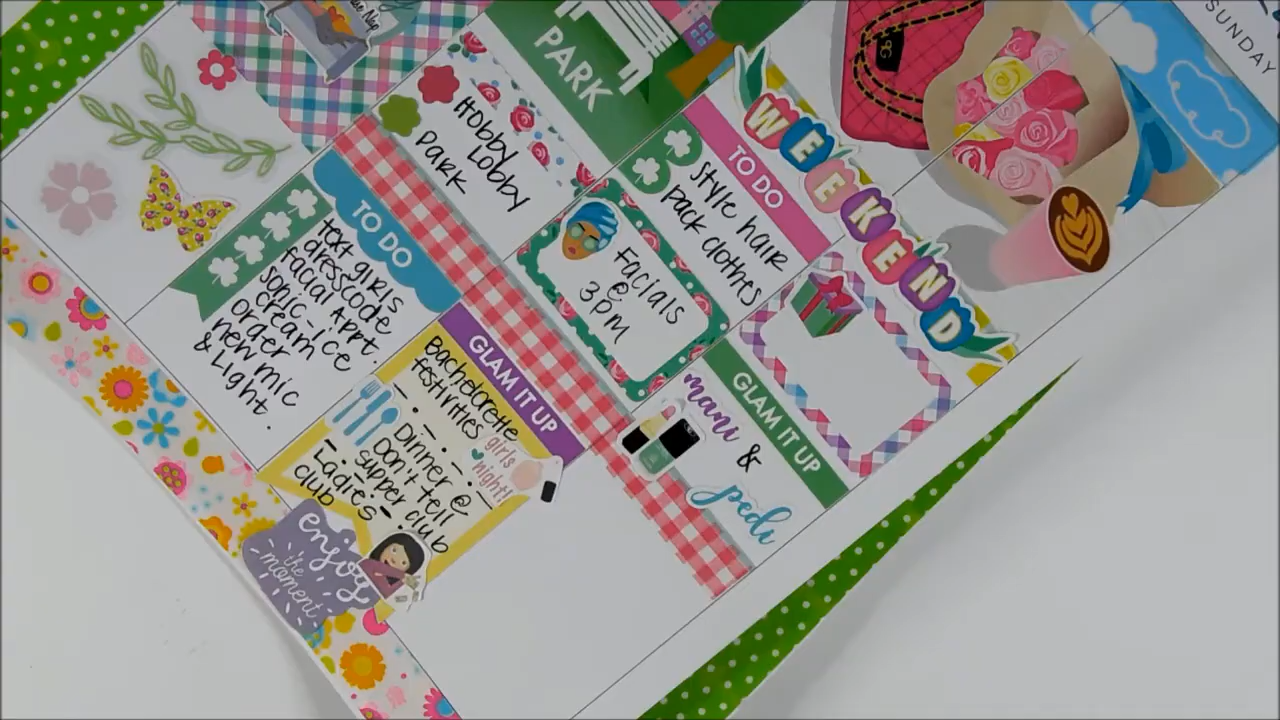 SUNDAY
PARK
WEEKEND
Hobby
Lobby
Park
TO DO
Style hair
pack clothes
TO DO
text girls
dresscode
facial Appt.
sonic-ice
cream
order
new mic
& Light.
Facials
@
3pm
GLAM IT UP
Bachelorette
festivities
Dinner @
Don't tell
supper club
Ladies
club
girls
night!
GLAM IT UP
mani
&
pedi
enjoy
the
moment